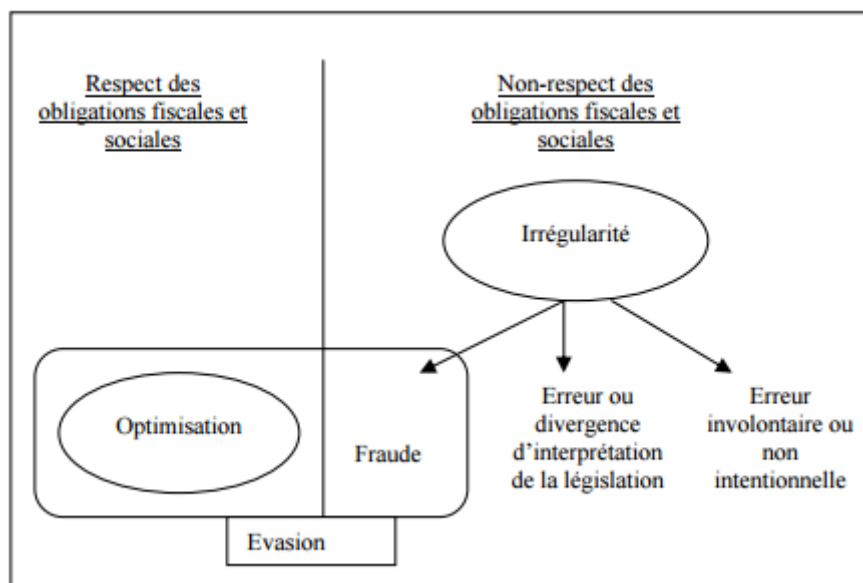 Respect des
obligations fiscales et
sociales
Non-respect des
obligations fiscales et
sociales
Irrégularité
Optimisation
Fraude
Erreur ou
divergence
d'interprétation
de la législation
Erreur
involontaire ou
non
intentionnelle
Evasion